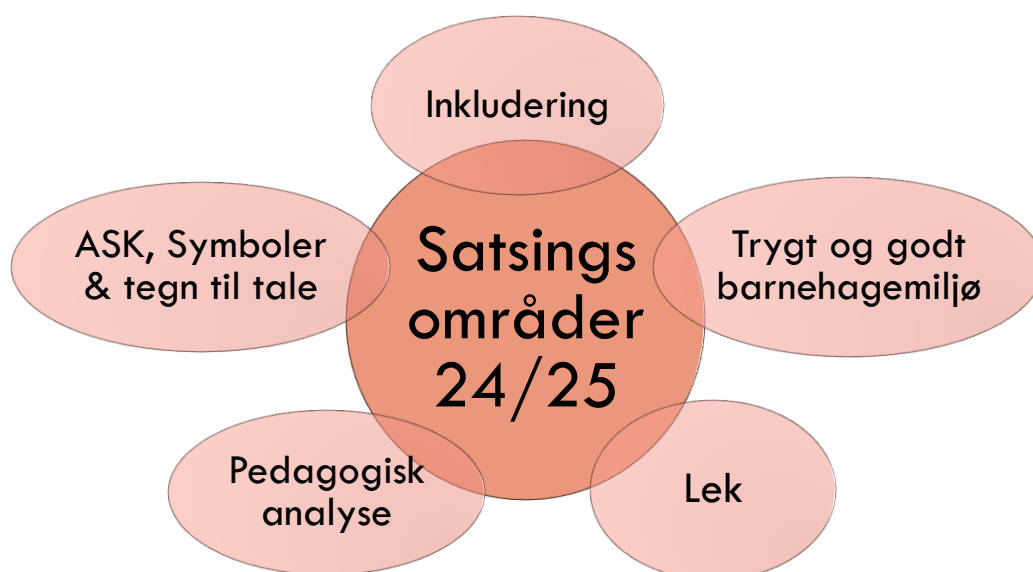 Inkludering
ASK, Symboler
& tegn til tale
Satsings
områder
24/25
Trygt og godt
barnehagemiljø
Pedagogisk
analyse
Lek